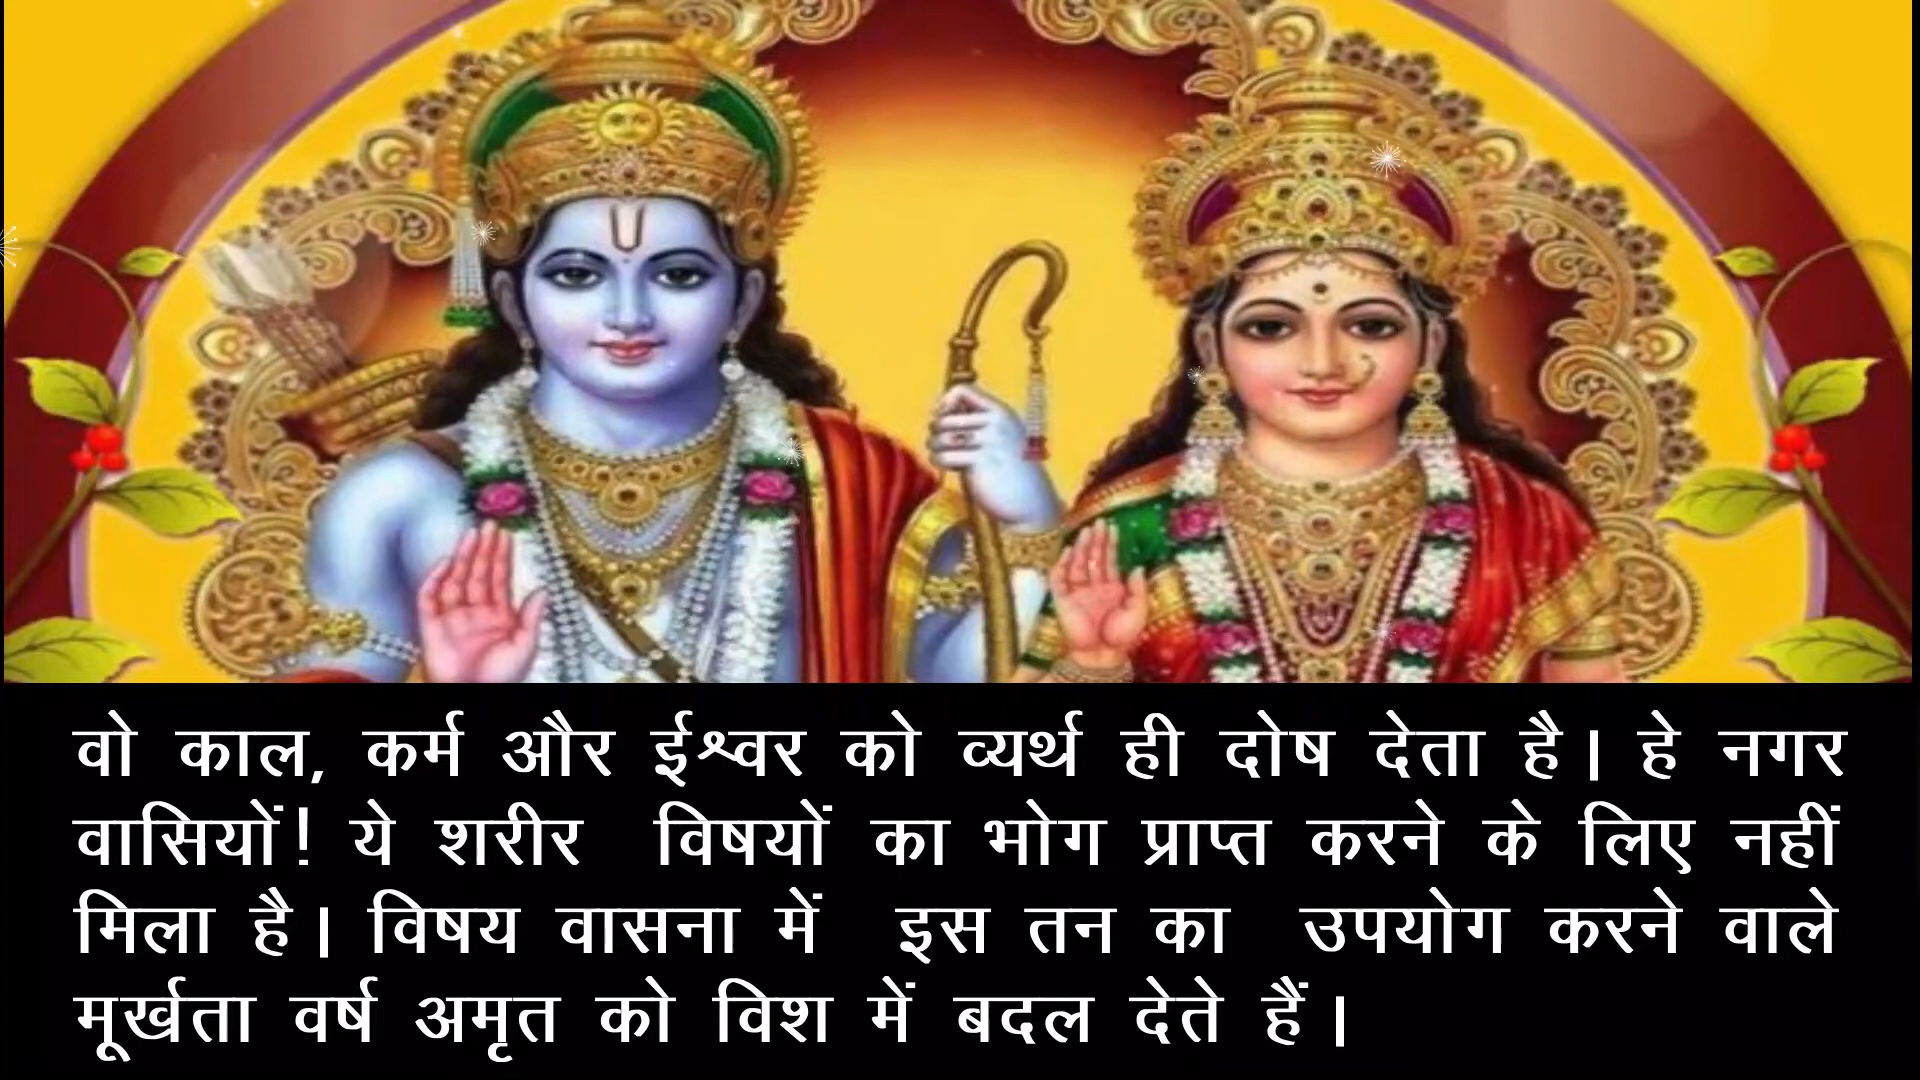 वो काल, कर्म और ईश्वर को व्यर्थ ही दोष देता है। हे नगर
वासियों! ये शरीर विषयों का भोग प्राप्त करने के लिए नहीं
मिला है। विषय वासना में इस तन का उपयोग करने वाले
मूर्खता वर्ष अमृत को विश में बदल देते हैं।